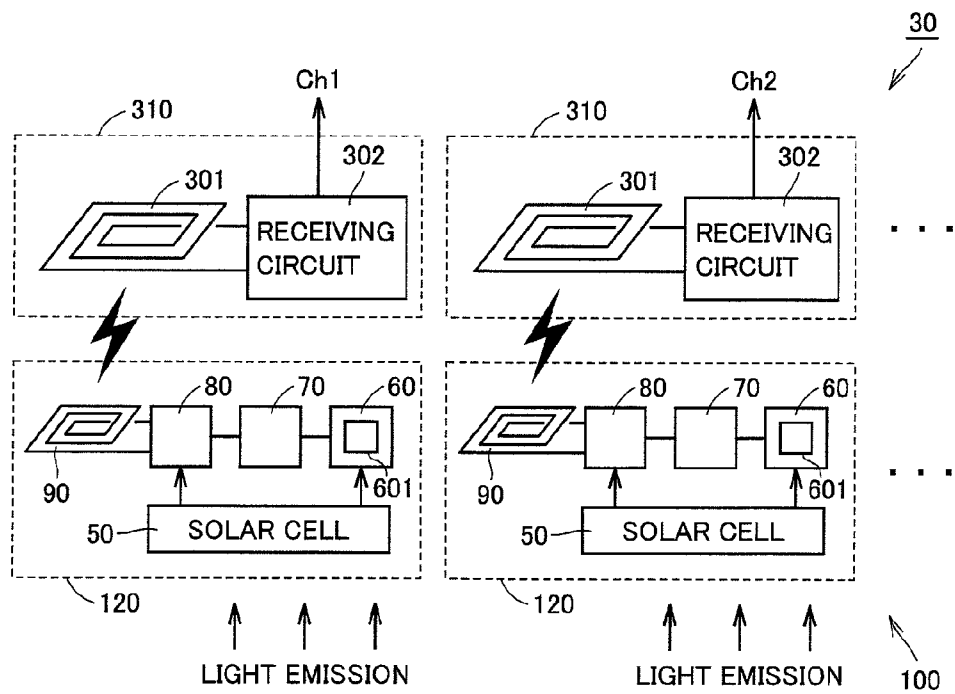 30
Ch1 Ch2
310 310
302 302
301 301
RECEIVING CIRCUIT RECEIVING CIRCUIT
. . .
80 70 60 80 70 60
90 601 90 601
. . .
50 SOLAR CELL 50 SOLAR CELL
120 120
LIGHT EMISSION LIGHT EMISSION
100